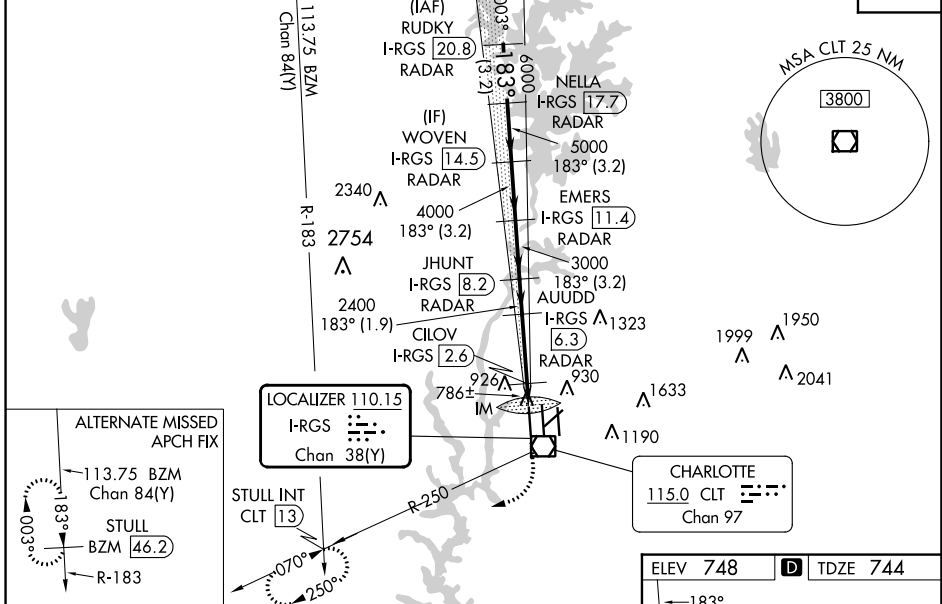 113.75 BZM
Chan 84(Y)
R-183
(IAF)
RUDKY
I-RGS 20.8
RADAR
(3.2)
003°
183°
6000
NELLA
I-RGS 17.7
RADAR
5000
183° (3.2)
(IF)
WOVEN
I-RGS 14.5
RADAR
4000
183° (3.2)
EMERS
I-RGS 11.4
RADAR
3000
183° (3.2)
JHUNT
I-RGS 8.2
RADAR
2400
183° (1.9)
AUUDD
I-RGS
6.3
RADAR
CILOV
I-RGS 2.6
2340
2754
926
786±
IM
930
1323
1633
1190
1999
1950
2041
MSA CLT 25 NM
3800
LOCALIZER 110.15
I-RGS
Chan 38(Y)
CHARLOTTE
115.0 CLT
Chan 97
R-250
STULL INT
CLT 13
070°
250°
ALTERNATE MISSED
APCH FIX
113.75 BZM
Chan 84(Y)
183°
003°
STULL
BZM 46.2
R-183
ELEV 748 D TDZE 744
183°